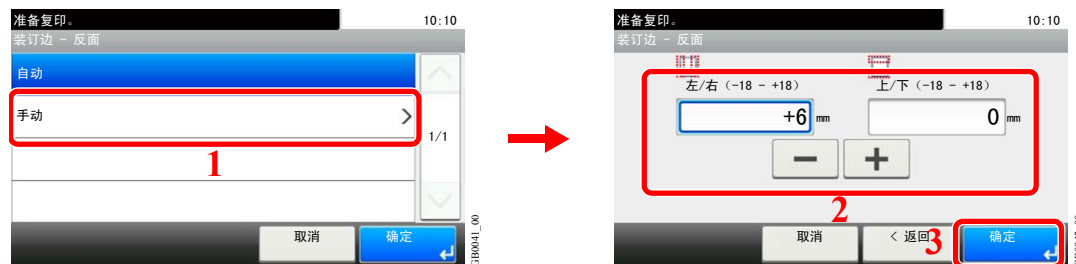 准备复印。 10:10
装订边 - 反面
自动
手动
1/1
1
取消 确定
GB0041_00
准备复印。 10:10
装订边 - 反面
左/右 (-18 - +18) 上/下 (-18 - +18)
+6 mm 0 mm
- +
2
取消 < 返回 3 确定